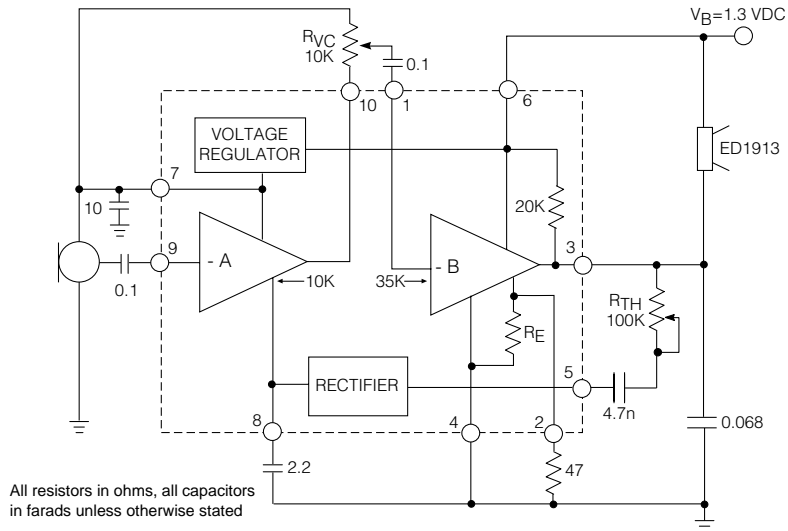 V_B=1.3 VDC
R_VC
10K
0.1
10
1
6
VOLTAGE
REGULATOR
ED1913
7
10
20K
3
9
- A
- B
0.1
10K
35K
R_TH
100K
R_E
RECTIFIER
5
4.7n
8
4
2
0.068
2.2
47
All resistors in ohms, all capacitors
in farads unless otherwise stated